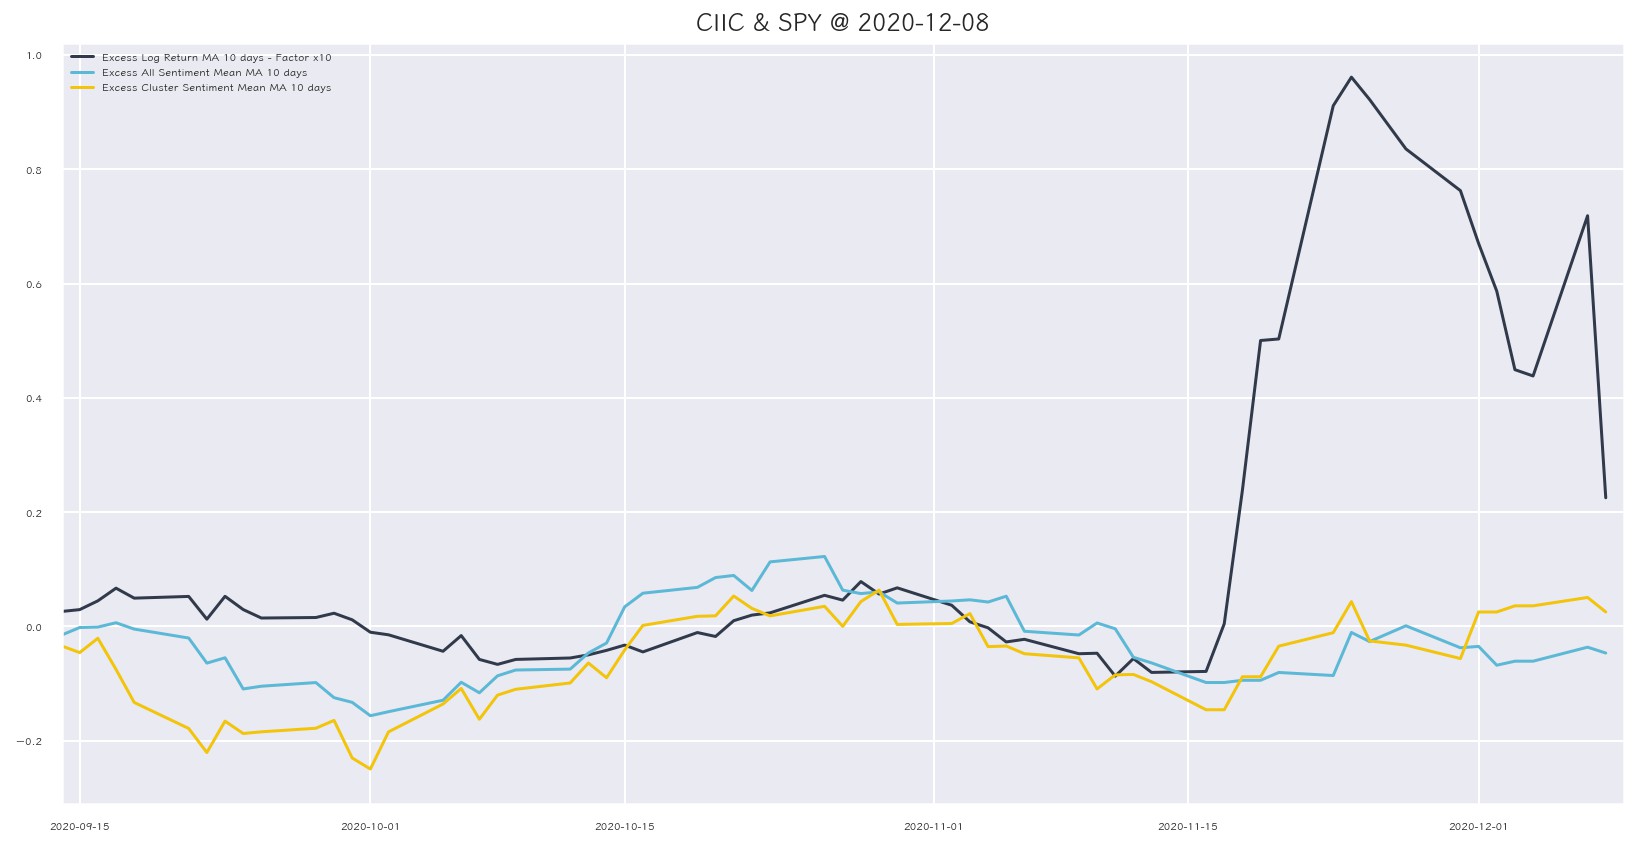 CIIC & SPY @ 2020-12-08
Excess Log Return MA 10 days - Factor x10
Excess All Sentiment Mean MA 10 days
Excess Cluster Sentiment Mean MA 10 days
1.0
0.8
0.6
0.4
0.2
0.0
−0.2
2020-09-15 2020-10-01 2020-10-15 2020-11-01 2020-11-15 2020-12-01